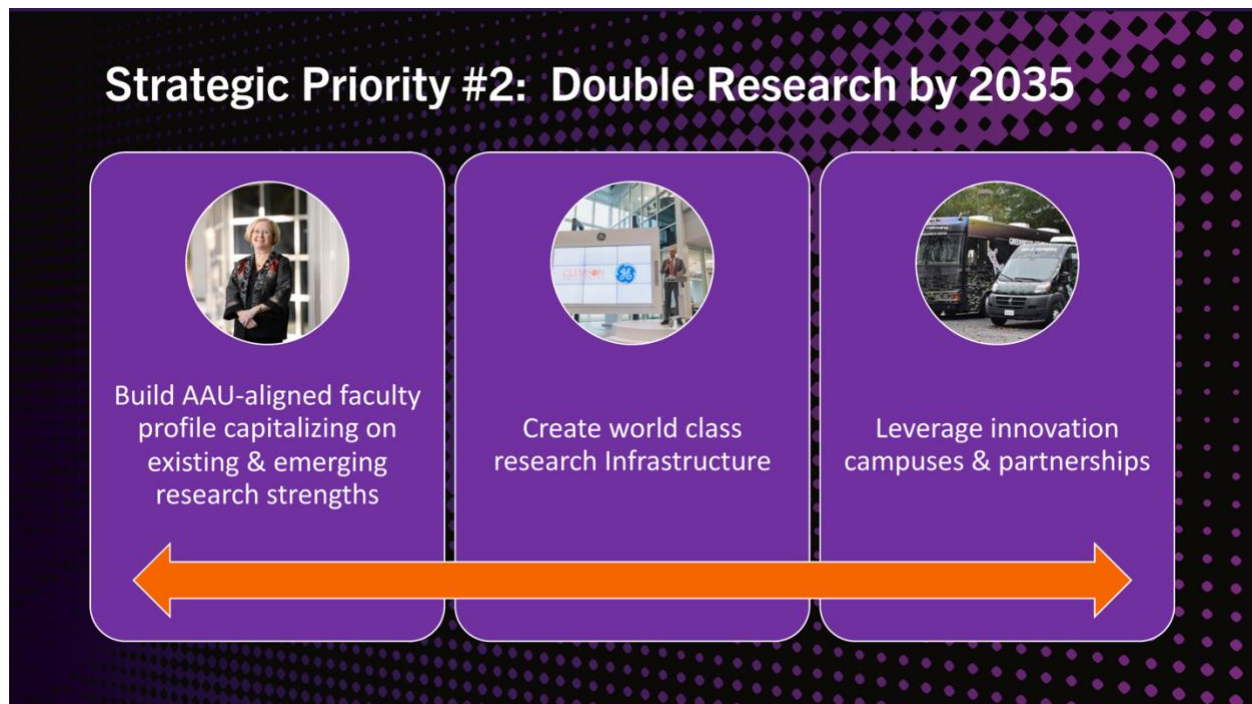 Strategic Priority #2:  Double Research by 2035
Build AAU-aligned faculty
profile capitalizing on
existing & emerging
research strengths
CLEMSON
Create world class
research Infrastructure
Leverage innovation
campuses & partnerships